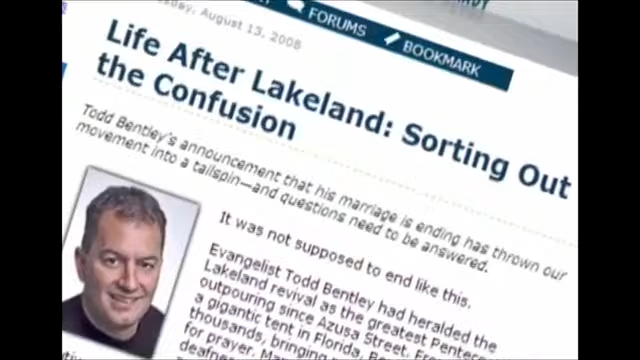 FORUMS
BOOKMARK
August 13, 2008
Life After Lakeland: Sorting Out
the Confusion
Todd Bentley's announcement that his marriage is ending has thrown our
movement into a tailspin—and questions need to be answered.
It was not supposed to end like this.
Evangelist Todd Bentley had heralded the
Lakeland revival as the greatest
outpouring since Azusa Street.
a gigantic tent in Florida,
thousands, bringing
for prayer.